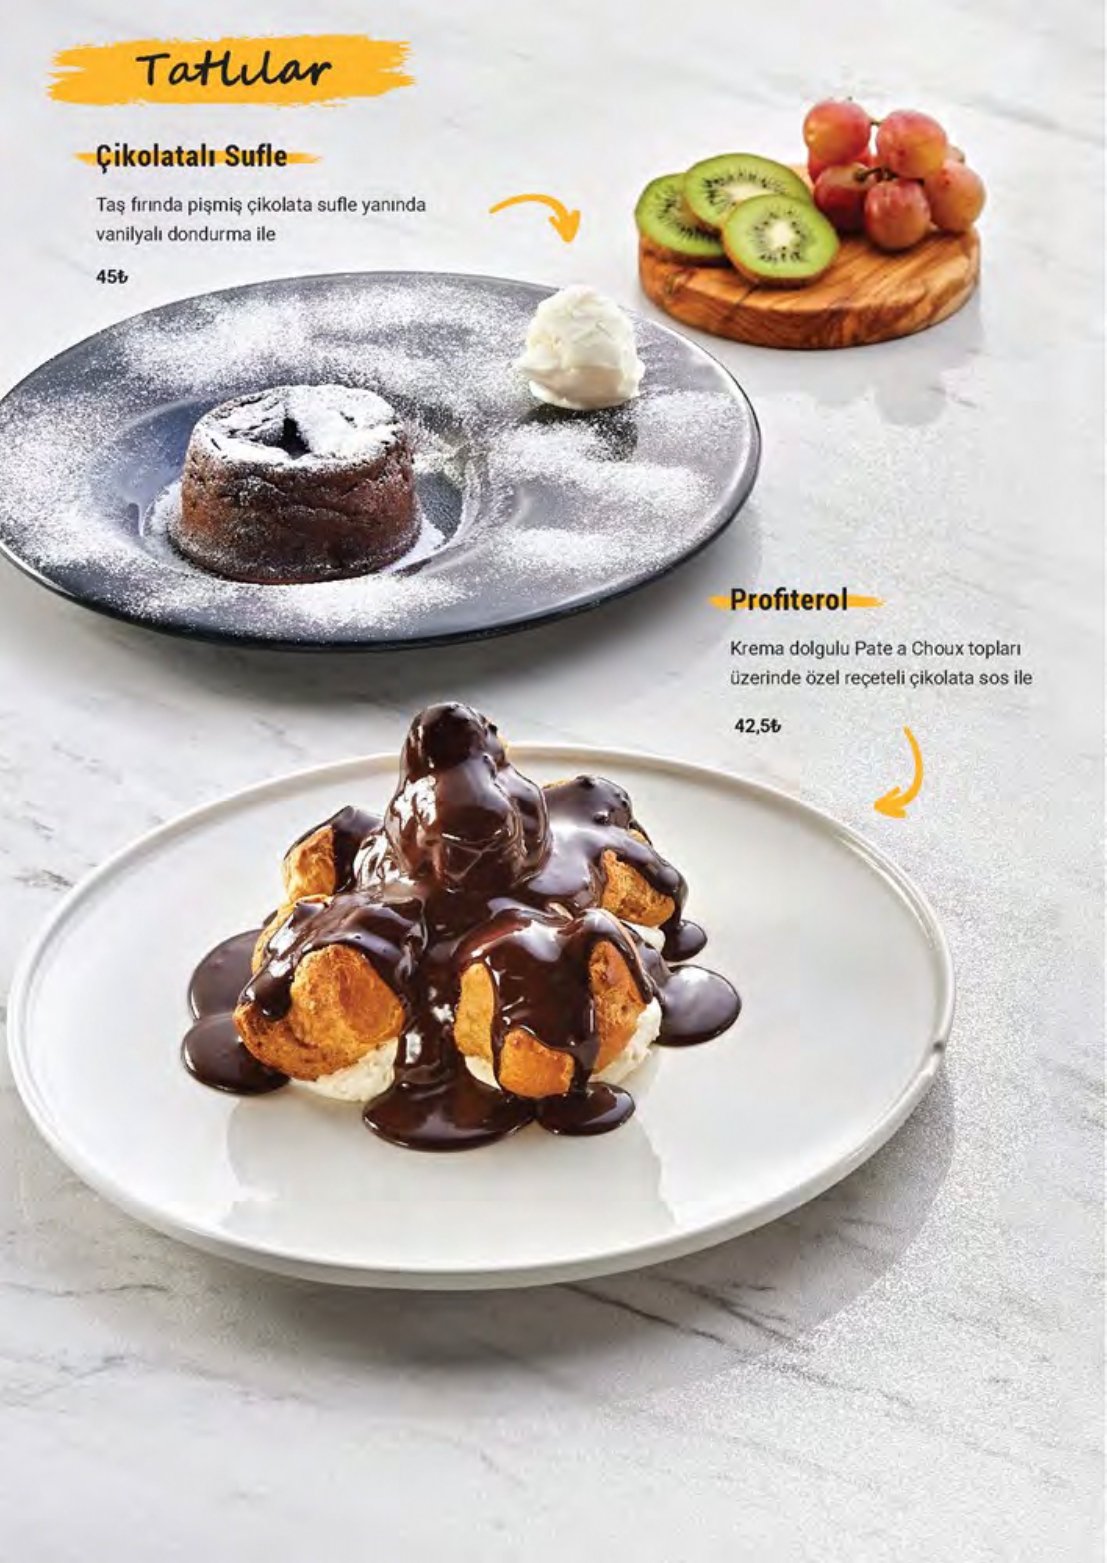 Tatlılar
Çikolatalı Sufle
Taş fırında pişmiş çikolata sufle yanında
vanilyalı dondurma ile
45₺
Profiterol
Krema dolgulu Pate a Choux topları
üzerinde özel reçeteli çikolata sos ile
42,5₺